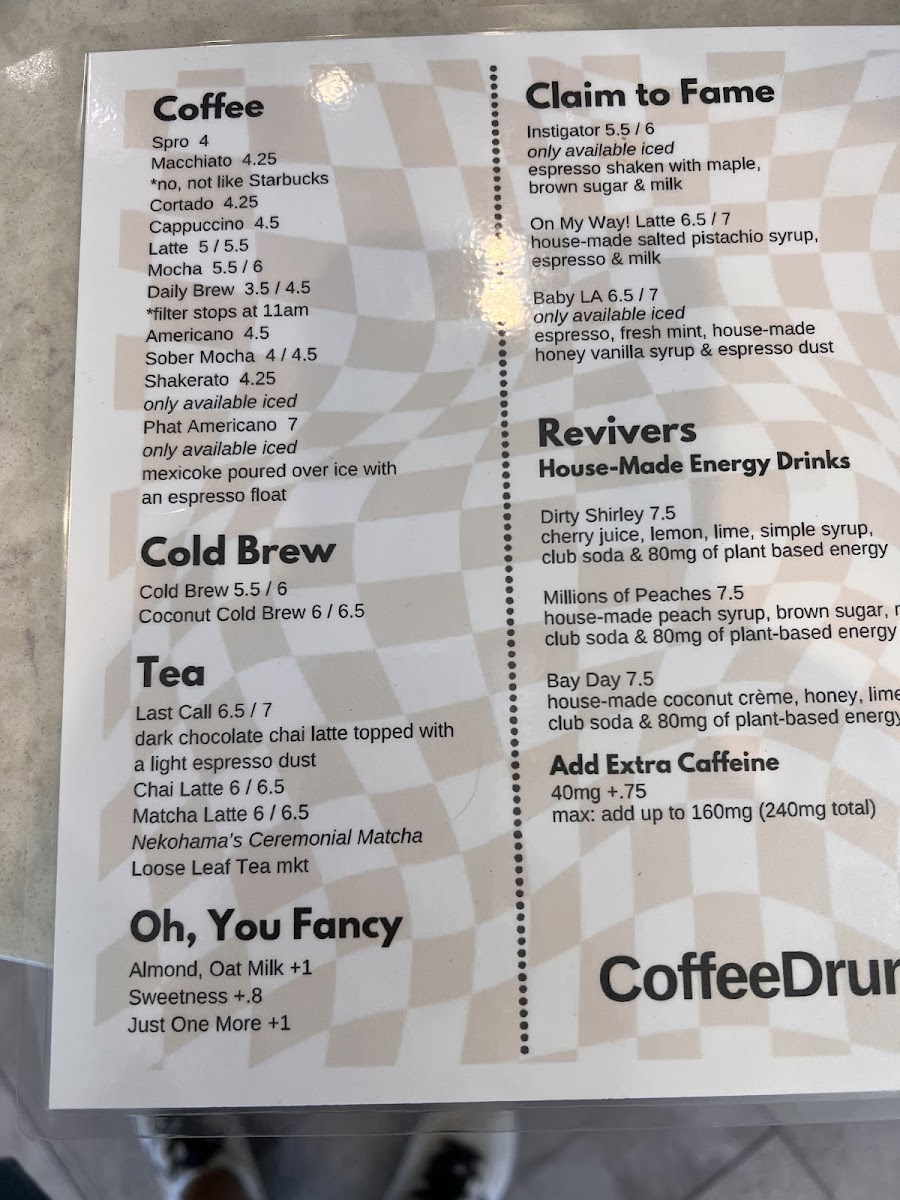 Coffee
Spro 4
Macchiato 4.25
*no, not like Starbucks
Cortado 4.25
Cappuccino 4.5
Latte 5 / 5.5
Mocha 5.5 / 6
Daily Brew 3.5 / 4.5
*filter stops at 11am
Americano 4.5
Sober Mocha 4 / 4.5
Shakerato 4.25
only available iced
Phat Americano 7
only available iced
mexicoke poured over ice with
an espresso float
Cold Brew
Cold Brew 5.5 / 6
Coconut Cold Brew 6 / 6.5
Tea
Last Call 6.5 / 7
dark chocolate chai latte topped with
a light espresso dust
Chai Latte 6 / 6.5
Matcha Latte 6 / 6.5
Nekohama's Ceremonial Matcha
Loose Leaf Tea mkt
Oh, You Fancy
Almond, Oat Milk +1
Sweetness +.8
Just One More +1
Claim to Fame
Instigator 5.5 / 6
only available iced
espresso shaken with maple,
brown sugar & milk
On My Way! Latte 6.5 / 7
house-made salted pistachio syrup,
espresso & milk
Baby LA 6.5 / 7
only available iced
espresso, fresh mint, house-made
honey vanilla syrup & espresso dust
Revivers
House-Made Energy Drinks
Dirty Shirley 7.5
cherry juice, lemon, lime, simple syrup,
club soda & 80mg of plant based energy
Millions of Peaches 7.5
house-made peach syrup, brown sugar,
club soda & 80mg of plant-based energy
Bay Day 7.5
house-made coconut crème, honey, lime
club soda & 80mg of plant-based energy
Add Extra Caffeine
40mg +.75
max: add up to 160mg (240mg total)
CoffeeDru